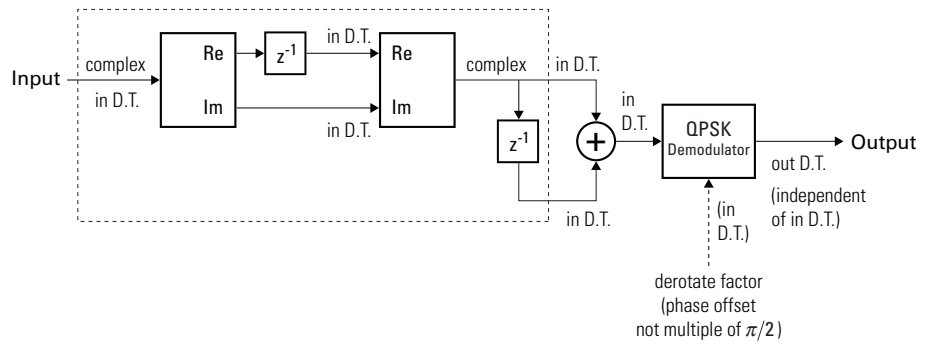 Input
complex
in D.T.
Re
Im
z⁻¹
in D.T.
in D.T.
Re
Im
complex
z⁻¹
in D.T.
in D.T.
+
in
D.T.
QPSK
Demodulator
Output
out D.T.
(independent
of in D.T.)
(in
D.T.)
derotate factor
(phase offset
not multiple of π/2)